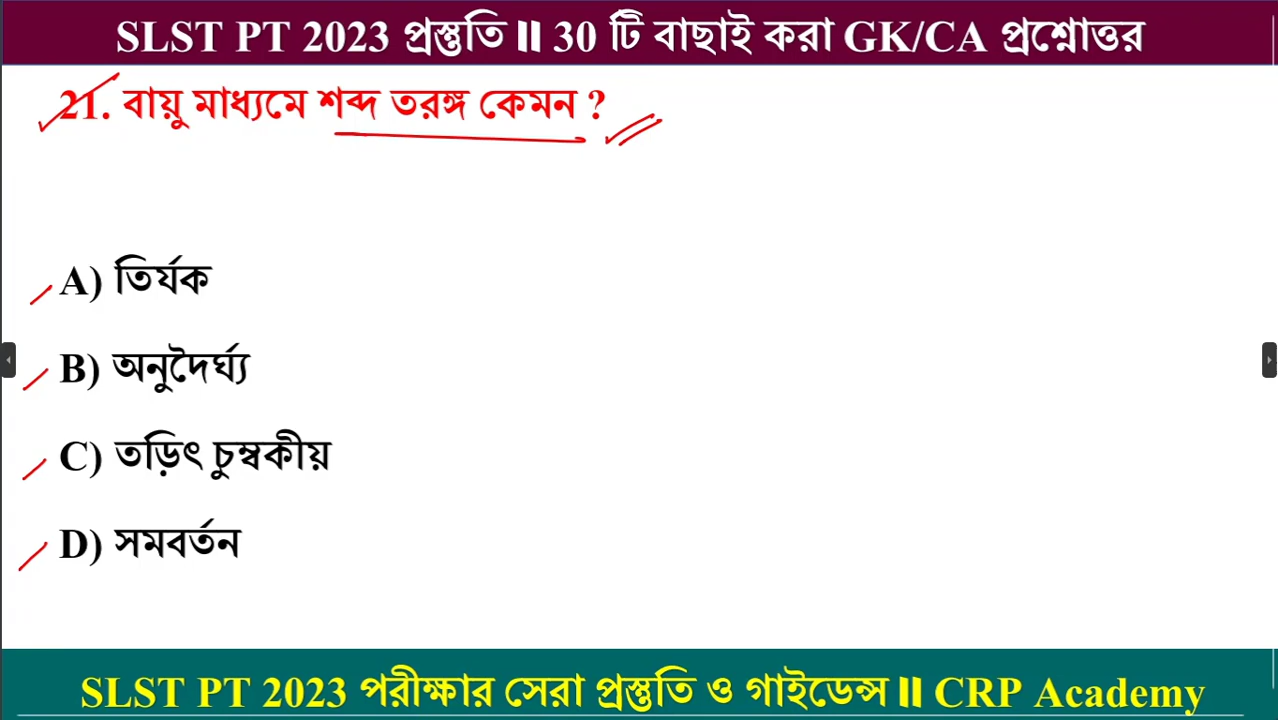 SLST PT 2023 প্রস্তুতি II 30 টি বাছাই করা GK/CA প্রশ্নোত্তর
21. বায়ু মাধ্যমে শব্দ তরঙ্গ কেমন ?
A) তির্যক
B) অনুদৈর্ঘ্য
C) তড়িৎ চুম্বকীয়
D) সমবর্তন
SLST PT 2023 পরীক্ষার সেরা প্রস্তুতি ও গাইডেন্স II CRP Academy